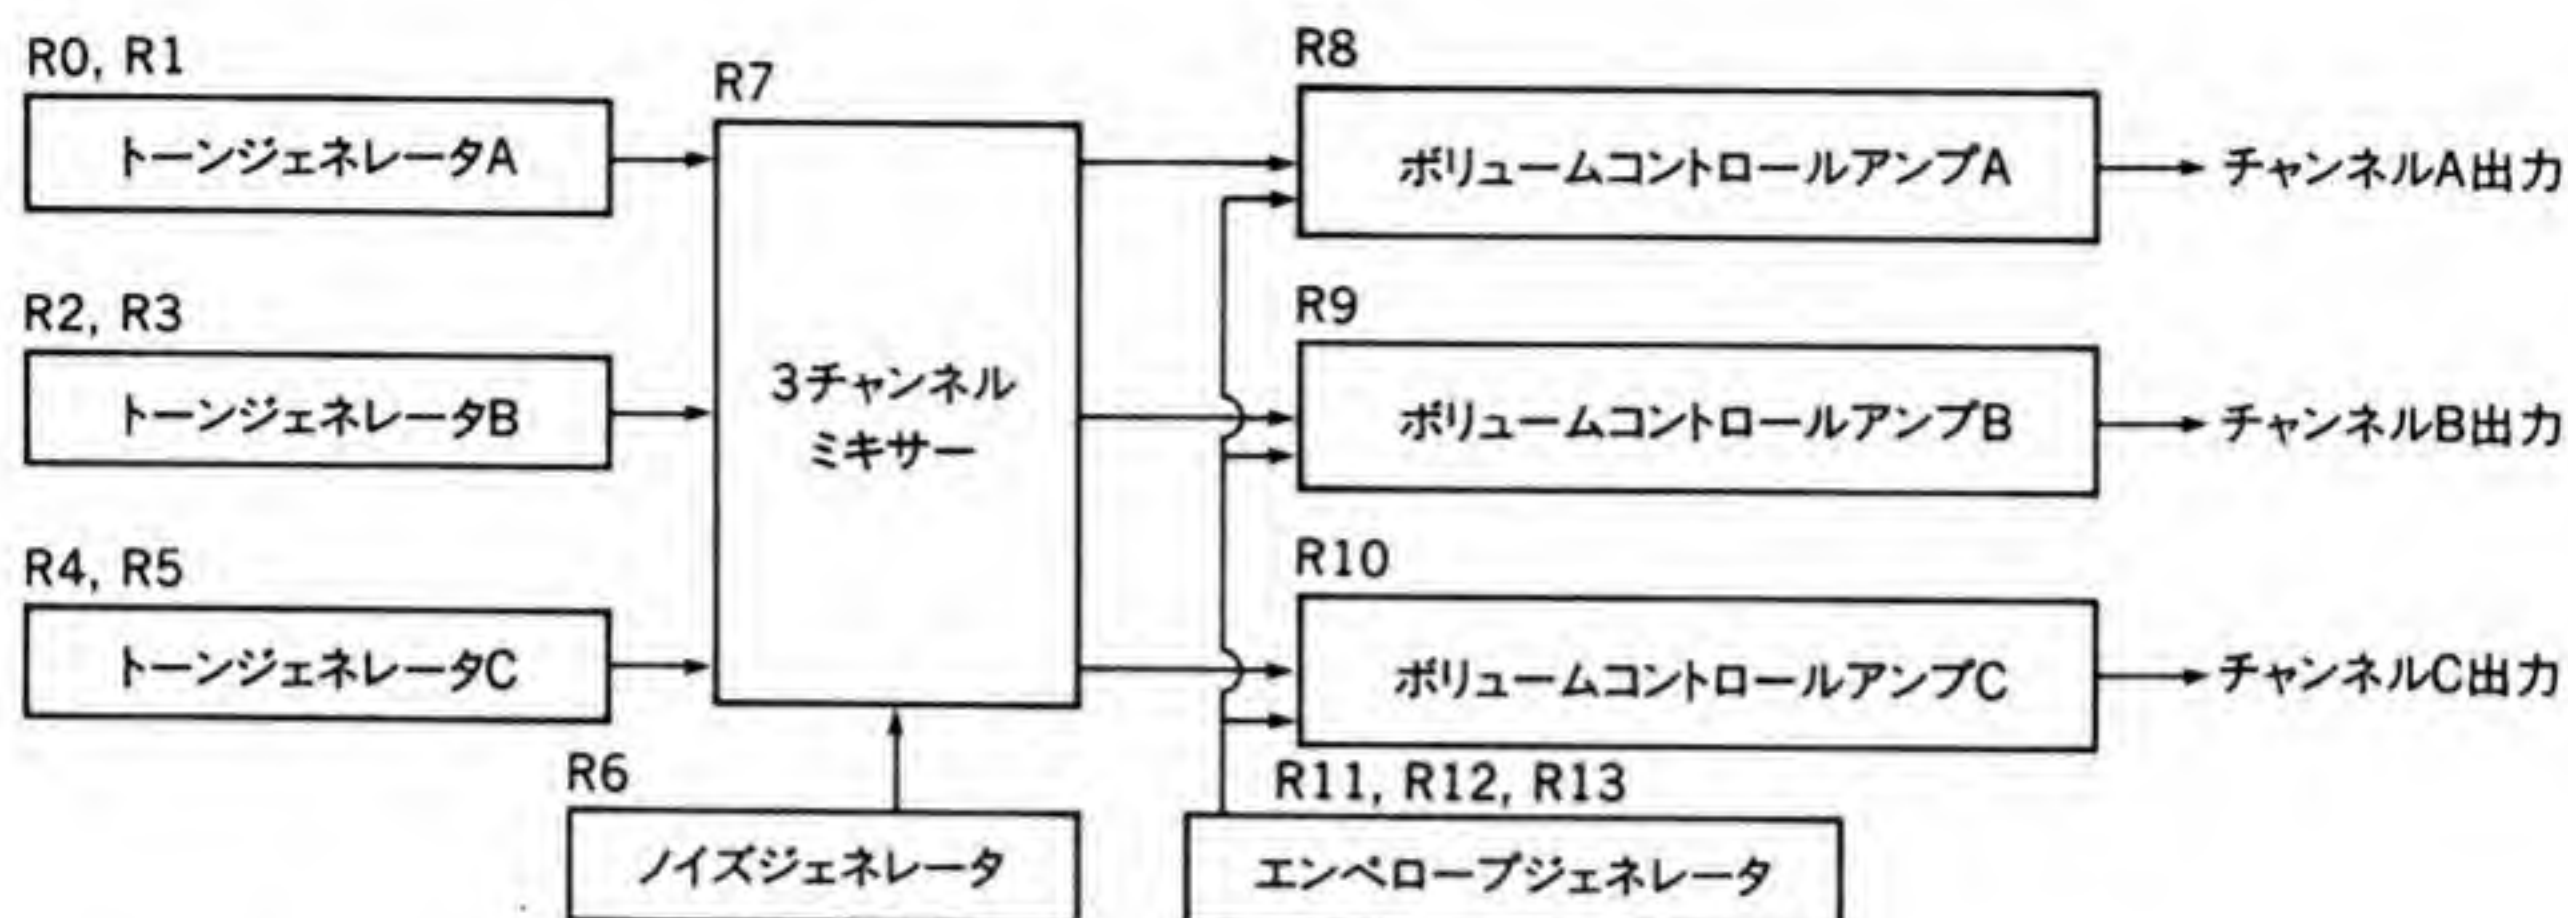 R0, R1
トーンジェネレータA
R2, R3
トーンジェネレータB
R4, R5
トーンジェネレータC
R7
3チャンネル
ミキサー
R6
ノイズジェネレータ
R8
ボリュームコントロールアンプA
チャンネルA出力
R9
ボリュームコントロールアンプB
チャンネルB出力
R10
ボリュームコントロールアンプC
チャンネルC出力
R11, R12, R13
エンペロープジェネレータ